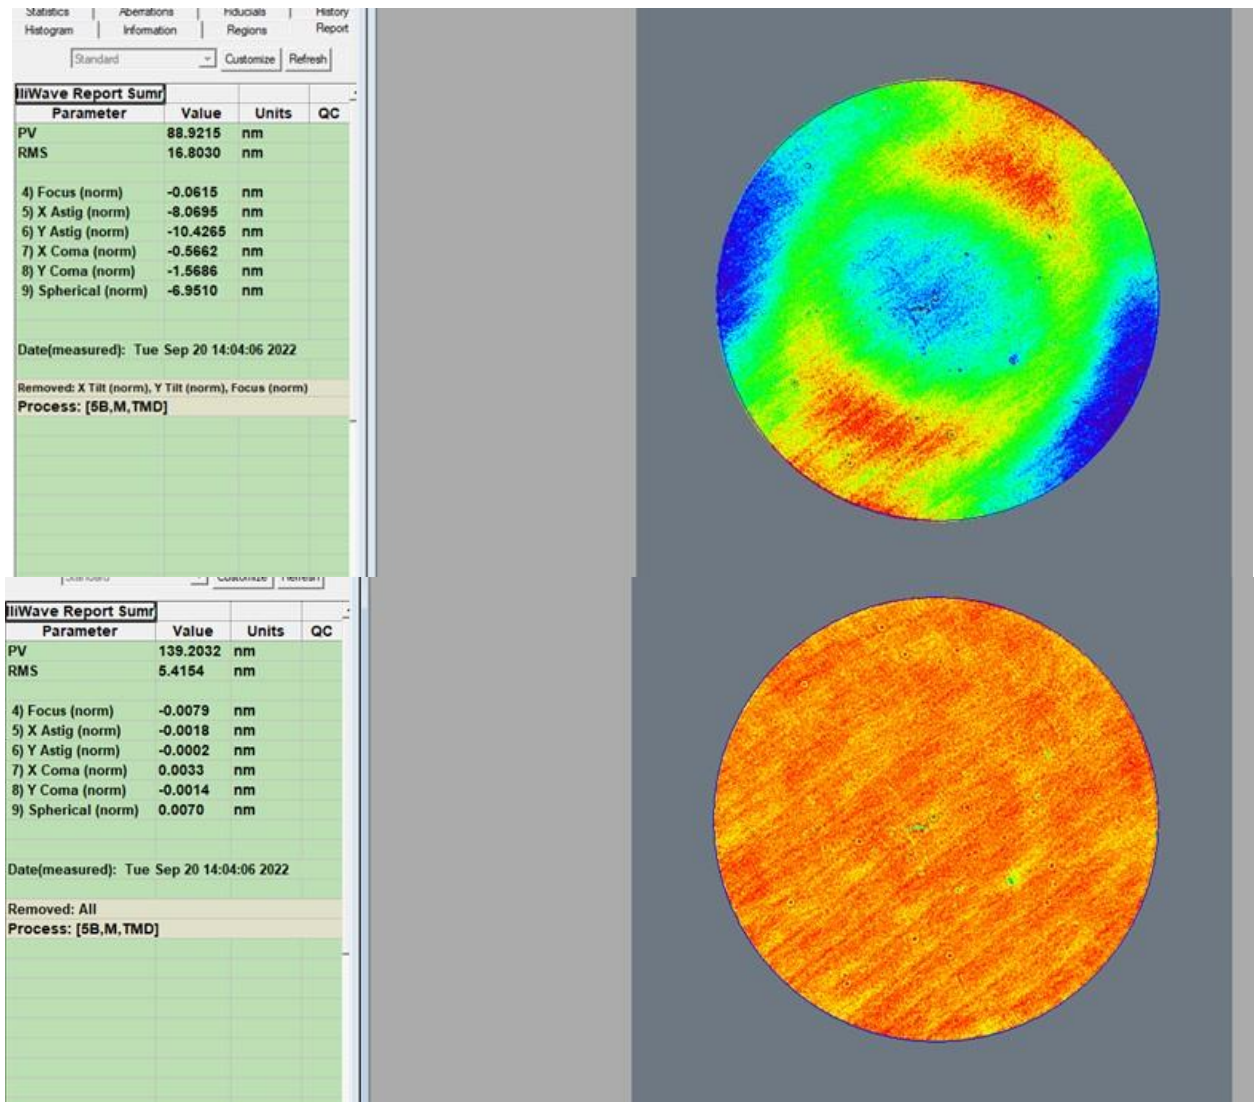 Statistics Aberrations Fiducials History
Histogram Information Regions Report
Standard Customize Refresh
lliWave Report Sumr
Parameter Value Units QC
PV 88.9215 nm
RMS 16.8030 nm
4) Focus (norm) -0.0615 nm
5) X Astig (norm) -8.0695 nm
6) Y Astig (norm) -10.4265 nm
7) X Coma (norm) -0.5662 nm
8) Y Coma (norm) -1.5686 nm
9) Spherical (norm) -6.9510 nm
Date(measured): Tue Sep 20 14:04:06 2022
Removed: X Tilt (norm), Y Tilt (norm), Focus (norm)
Process: [5B,M,TMD]
Standard Customize Refresh
lliWave Report Sumr
Parameter Value Units QC
PV 139.2032 nm
RMS 5.4154 nm
4) Focus (norm) -0.0079 nm
5) X Astig (norm) -0.0018 nm
6) Y Astig (norm) -0.0002 nm
7) X Coma (norm) 0.0033 nm
8) Y Coma (norm) -0.0014 nm
9) Spherical (norm) 0.0070 nm
Date(measured): Tue Sep 20 14:04:06 2022
Removed: All
Process: [5B,M,TMD]